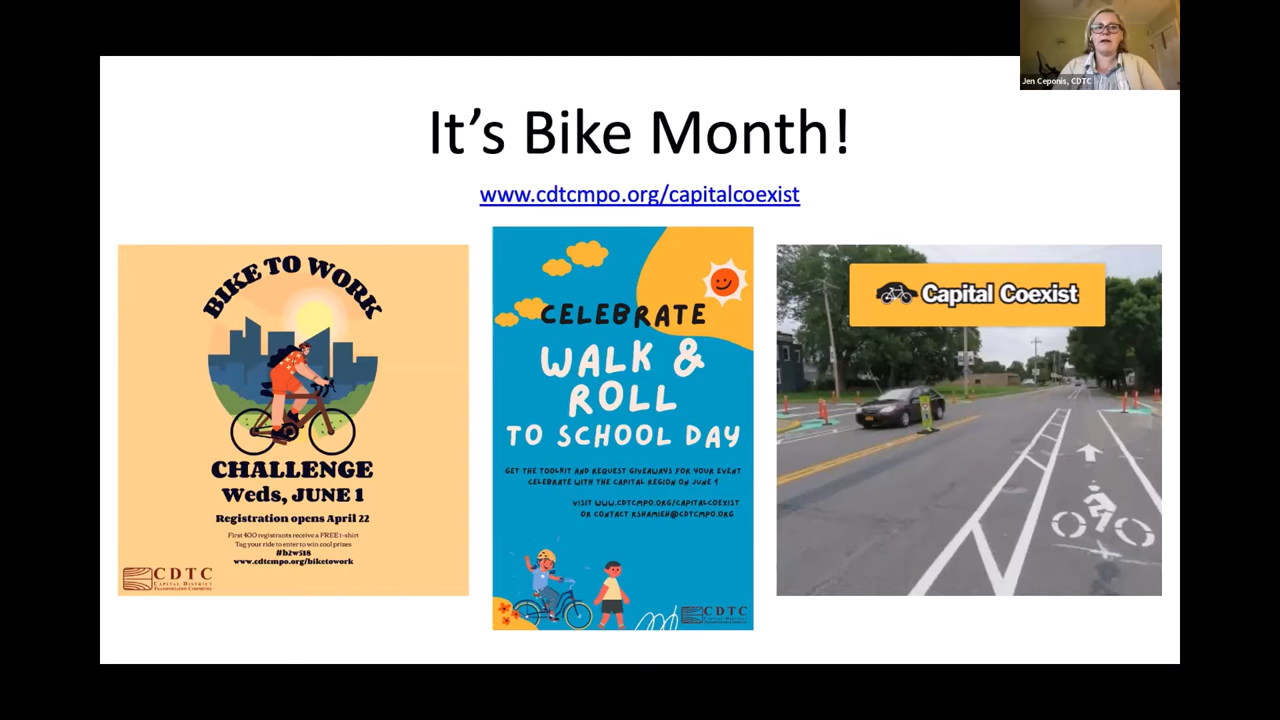 Jen Ceponis, CDTC
It's Bike Month!
www.cdtcmpo.org/capitalcoexist
BIKE TO WORK
CHALLENGE
Weds, JUNE 1
Registration opens April 22
First 400 registrants receive a FREE t-shirt
Tag your ride to enter to win cool prizes
#b2w518
www.cdtcmpo.org/biketowork
CDTC
CAPITAL DISTRICT
TRANSPORTATION COMMITTEE
CELEBRATE
WALK &
ROLL
TO SCHOOL DAY
GET THE TOOLKIT AND REQUEST GIVEAWAYS FOR YOUR EVENT
CELEBRATE WITH THE CAPITAL REGION ON JUNE 1
VISIT WWW.CDTCMPO.ORG/CAPITALCOEXIST
OR CONTACT RSHAMIEH@CDTCMPO.ORG
CDTC
Capital Coexist